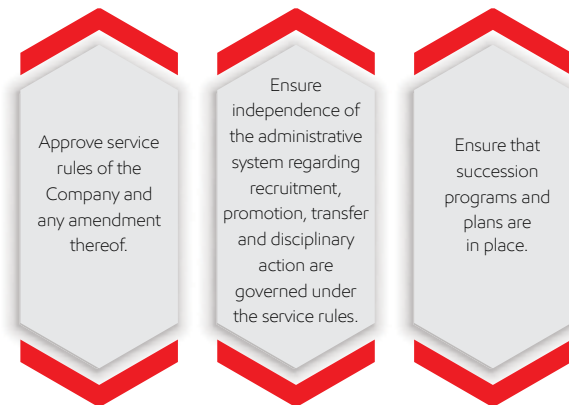 Approve service
rules of the
Company and
any amendment
thereof.
Ensure
independence of
the administrative
system regarding
recruitment,
promotion, transfer
and disciplinary
action are
governed under
the service rules.
Ensure that
succession
programs and
plans are
in place.